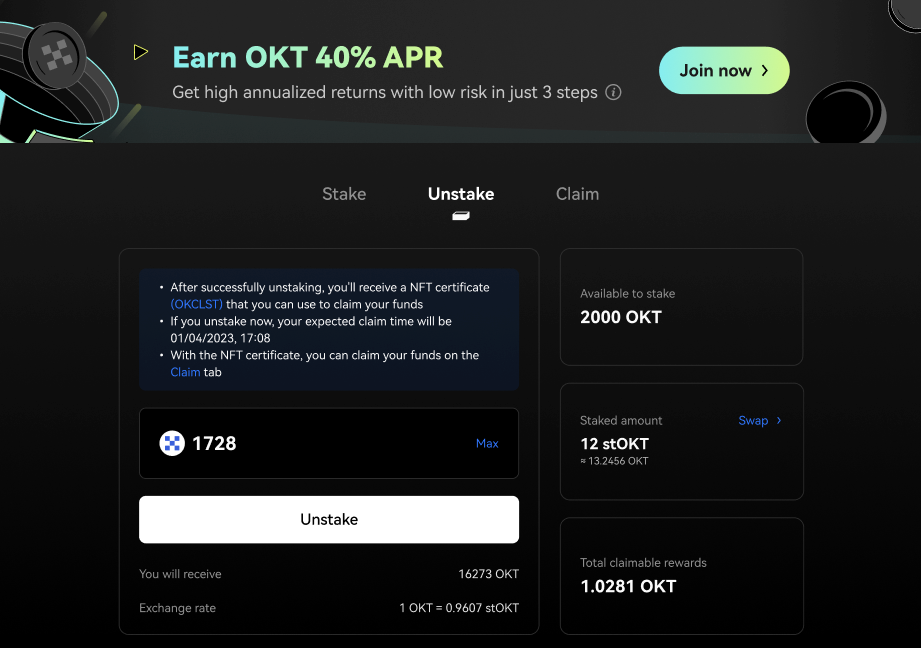 Earn OKT 40% APR
Get high annualized returns with low risk in just 3 steps
Join now
Stake
Unstake
Claim
• After successfully unstaking, you'll receive a NFT certificate
(OKCLST) that you can use to claim your funds
• If you unstake now, your expected claim time will be
01/04/2023, 17:08
• With the NFT certificate, you can claim your funds on the
Claim tab
1728
Max
Unstake
You will receive
16273 OKT
Exchange rate
1 OKT = 0.9607 stOKT
Available to stake
2000 OKT
Staked amount
Swap
12 stOKT
≈ 13.2456 OKT
Total claimable rewards
1.0281 OKT